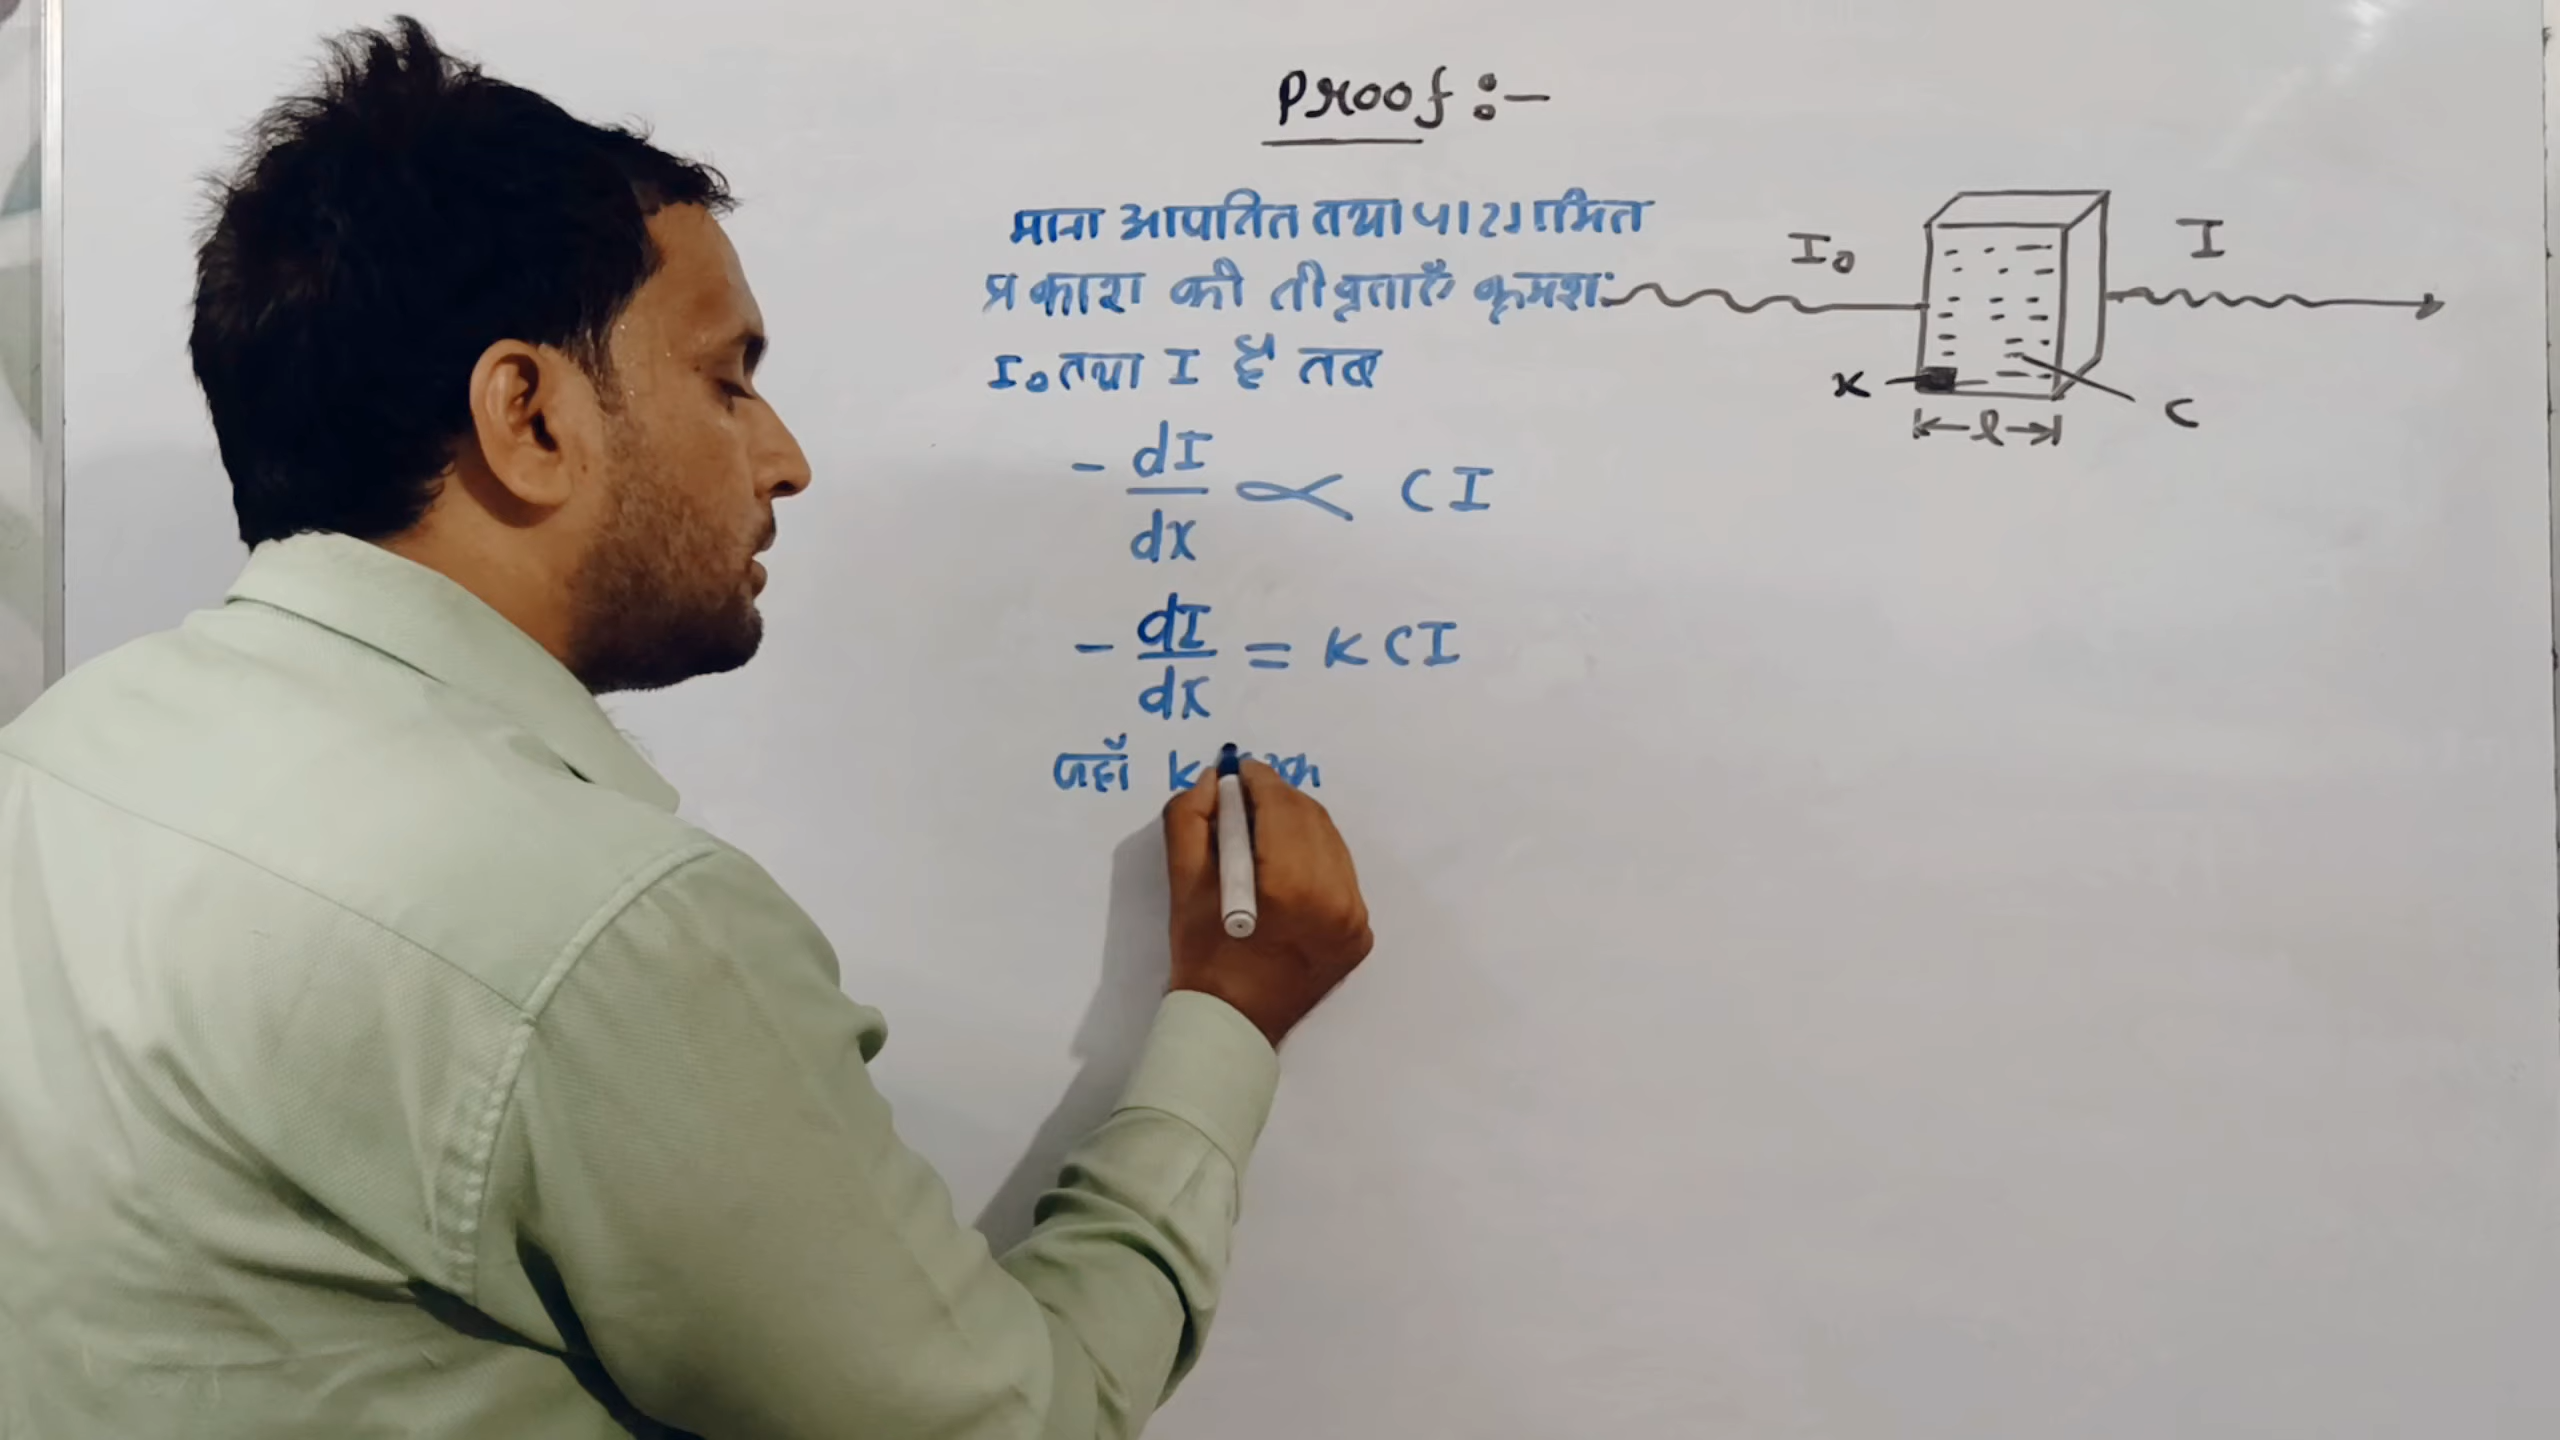 Proof :-
माना आपतित तथा पारगमित
प्रकाश की तीव्रताएँ क्रमशः
I₀ तथा I है तब
- dI/dx ∝ CI
- dI/dx = KCI
जहाँ K
I₀
I
x
l
C